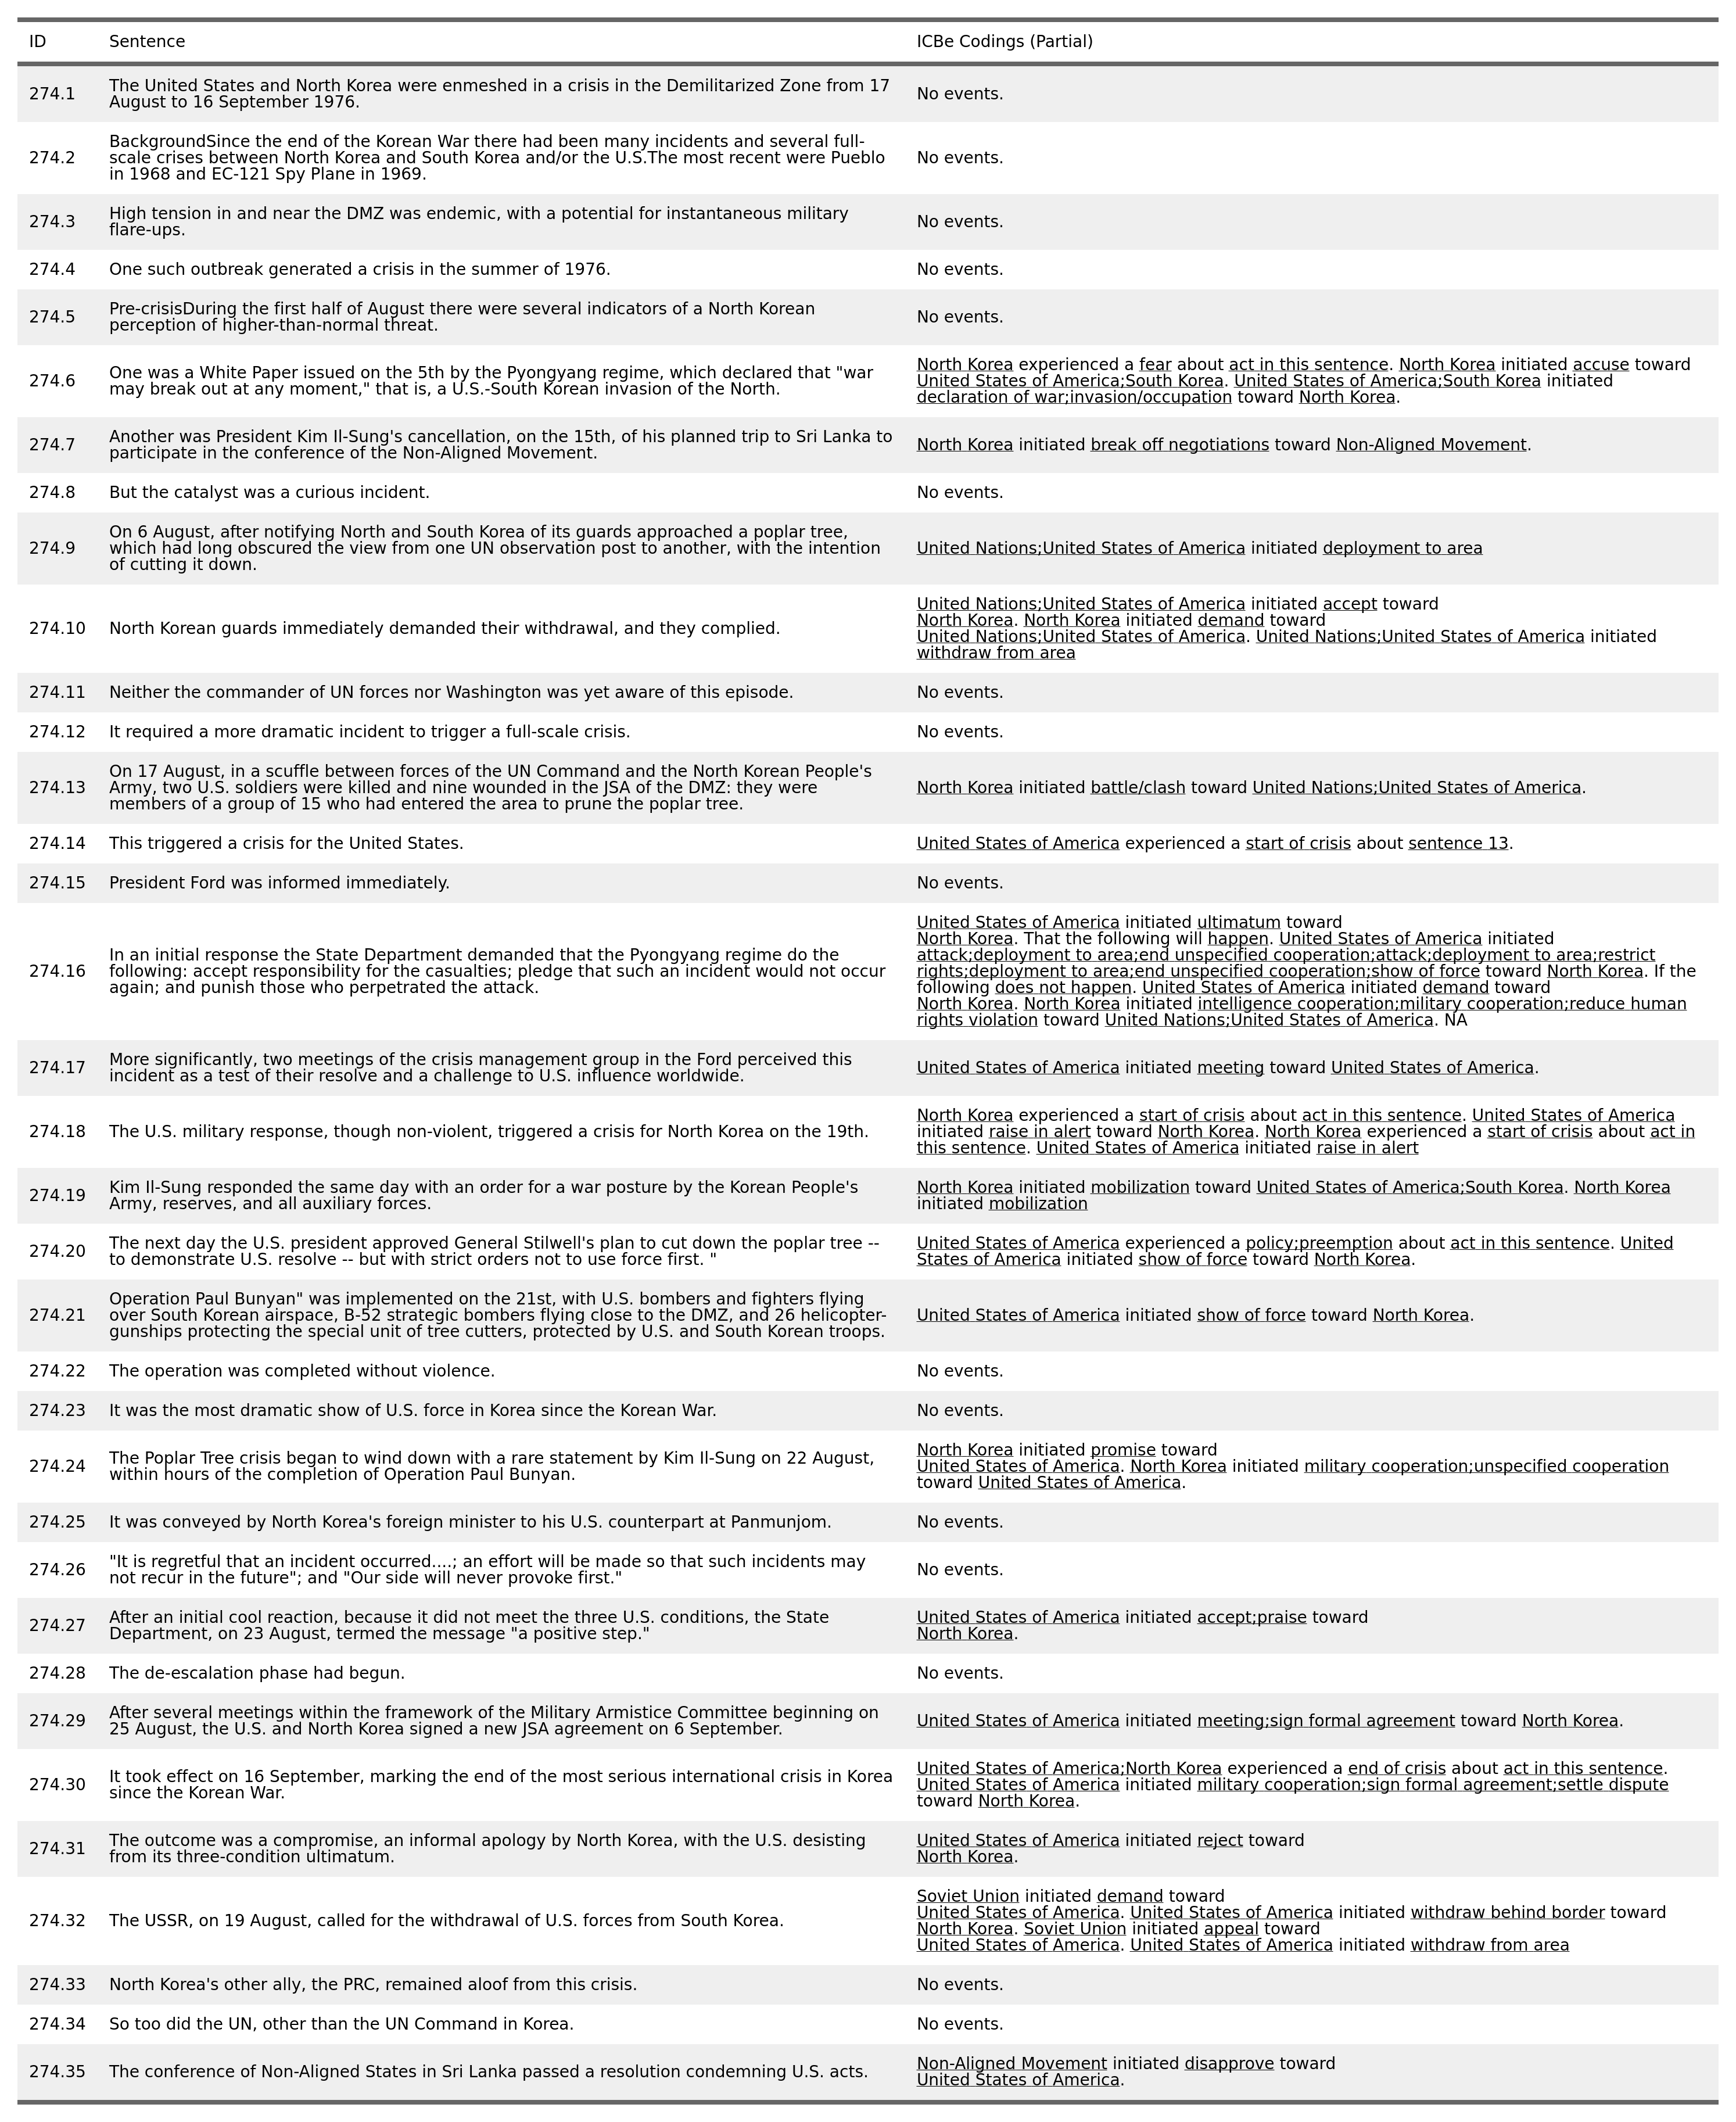 ID Sentence ICBe Codings (Partial)
274.1 The United States and North Korea were enmeshed in a crisis in the Demilitarized Zone from 17
August to 16 September 1976.
No events.
274.2 BackgroundSince the end of the Korean War there had been many incidents and several full-
scale crises between North Korea and South Korea and/or the U.S.The most recent were Pueblo
in 1968 and EC-121 Spy Plane in 1969.
No events.
274.3 High tension in and near the DMZ was endemic, with a potential for instantaneous military
flare-ups.
No events.
274.4 One such outbreak generated a crisis in the summer of 1976.
No events.
274.5 Pre-crisisDuring the first half of August there were several indicators of a North Korean
perception of higher-than-normal threat.
No events.
274.6 One was a White Paper issued on the 5th by the Pyongyang regime, which declared that "war
may break out at any moment," that is, a U.S.-South Korean invasion of the North.
North Korea experienced a fear about act in this sentence. North Korea initiated accuse toward
United States of America;South Korea. United States of America;South Korea initiated
declaration of war;invasion/occupation toward North Korea.
274.7 Another was President Kim Il-Sung's cancellation, on the 15th, of his planned trip to Sri Lanka to
participate in the conference of the Non-Aligned Movement.
North Korea initiated break off negotiations toward Non-Aligned Movement.
274.8 But the catalyst was a curious incident.
No events.
274.9 On 6 August, after notifying North and South Korea of its guards approached a poplar tree,
which had long obscured the view from one UN observation post to another, with the intention
of cutting it down.
United Nations;United States of America initiated deployment to area
274.10 North Korean guards immediately demanded their withdrawal, and they complied.
United Nations;United States of America initiated accept toward
North Korea. North Korea initiated demand toward
United Nations;United States of America. United Nations;United States of America initiated
withdraw from area
274.11 Neither the commander of UN forces nor Washington was yet aware of this episode.
No events.
274.12 It required a more dramatic incident to trigger a full-scale crisis.
No events.
274.13 On 17 August, in a scuffle between forces of the UN Command and the North Korean People's
Army, two U.S. soldiers were killed and nine wounded in the JSA of the DMZ: they were
members of a group of 15 who had entered the area to prune the poplar tree.
North Korea initiated battle/clash toward United Nations;United States of America.
274.14 This triggered a crisis for the United States.
United States of America experienced a start of crisis about sentence 13.
274.15 President Ford was informed immediately.
No events.
274.16 In an initial response the State Department demanded that the Pyongyang regime do the
following: accept responsibility for the casualties; pledge that such an incident would not occur
again; and punish those who perpetrated the attack.
United States of America initiated ultimatum toward
North Korea. That the following will happen. United States of America initiated
attack;deployment to area;end unspecified cooperation;attack;deployment to area;restrict
rights;deployment to area;end unspecified cooperation;show of force toward North Korea. If the
following does not happen. United States of America initiated demand toward
North Korea. North Korea initiated intelligence cooperation;military cooperation;reduce human
rights violation toward United Nations;United States of America. NA
274.17 More significantly, two meetings of the crisis management group in the Ford perceived this
incident as a test of their resolve and a challenge to U.S. influence worldwide.
United States of America initiated meeting toward United States of America.
274.18 The U.S. military response, though non-violent, triggered a crisis for North Korea on the 19th.
North Korea experienced a start of crisis about act in this sentence. United States of America
initiated raise in alert toward North Korea. North Korea experienced a start of crisis about act in
this sentence. United States of America initiated raise in alert
274.19 Kim Il-Sung responded the same day with an order for a war posture by the Korean People's
Army, reserves, and all auxiliary forces.
North Korea initiated mobilization toward United States of America;South Korea. North Korea
initiated mobilization
274.20 The next day the U.S. president approved General Stilwell's plan to cut down the poplar tree --
to demonstrate U.S. resolve -- but with strict orders not to use force first. "
United States of America experienced a policy;preemption about act in this sentence. United
States of America initiated show of force toward North Korea.
274.21 Operation Paul Bunyan" was implemented on the 21st, with U.S. bombers and fighters flying
over South Korean airspace, B-52 strategic bombers flying close to the DMZ, and 26 helicopter-
gunships protecting the special unit of tree cutters, protected by U.S. and South Korean troops.
United States of America initiated show of force toward North Korea.
274.22 The operation was completed without violence.
No events.
274.23 It was the most dramatic show of U.S. force in Korea since the Korean War.
No events.
274.24 The Poplar Tree crisis began to wind down with a rare statement by Kim Il-Sung on 22 August,
within hours of the completion of Operation Paul Bunyan.
North Korea initiated promise toward
United States of America. North Korea initiated military cooperation;unspecified cooperation
toward United States of America.
274.25 It was conveyed by North Korea's foreign minister to his U.S. counterpart at Panmunjom.
No events.
274.26 "It is regretful that an incident occurred....; an effort will be made so that such incidents may
not recur in the future"; and "Our side will never provoke first."
No events.
274.27 After an initial cool reaction, because it did not meet the three U.S. conditions, the State
Department, on 23 August, termed the message "a positive step."
United States of America initiated accept;praise toward
North Korea.
274.28 The de-escalation phase had begun.
No events.
274.29 After several meetings within the framework of the Military Armistice Committee beginning on
25 August, the U.S. and North Korea signed a new JSA agreement on 6 September.
United States of America initiated meeting;sign formal agreement toward North Korea.
274.30 It took effect on 16 September, marking the end of the most serious international crisis in Korea
since the Korean War.
United States of America;North Korea experienced a end of crisis about act in this sentence.
United States of America initiated military cooperation;sign formal agreement;settle dispute
toward North Korea.
274.31 The outcome was a compromise, an informal apology by North Korea, with the U.S. desisting
from its three-condition ultimatum.
United States of America initiated reject toward
North Korea.
274.32 The USSR, on 19 August, called for the withdrawal of U.S. forces from South Korea.
Soviet Union initiated demand toward
United States of America. United States of America initiated withdraw behind border toward
North Korea. Soviet Union initiated appeal toward
United States of America. United States of America initiated withdraw from area
274.33 North Korea's other ally, the PRC, remained aloof from this crisis.
No events.
274.34 So too did the UN, other than the UN Command in Korea.
No events.
274.35 The conference of Non-Aligned States in Sri Lanka passed a resolution condemning U.S. acts.
Non-Aligned Movement initiated disapprove toward
United States of America.